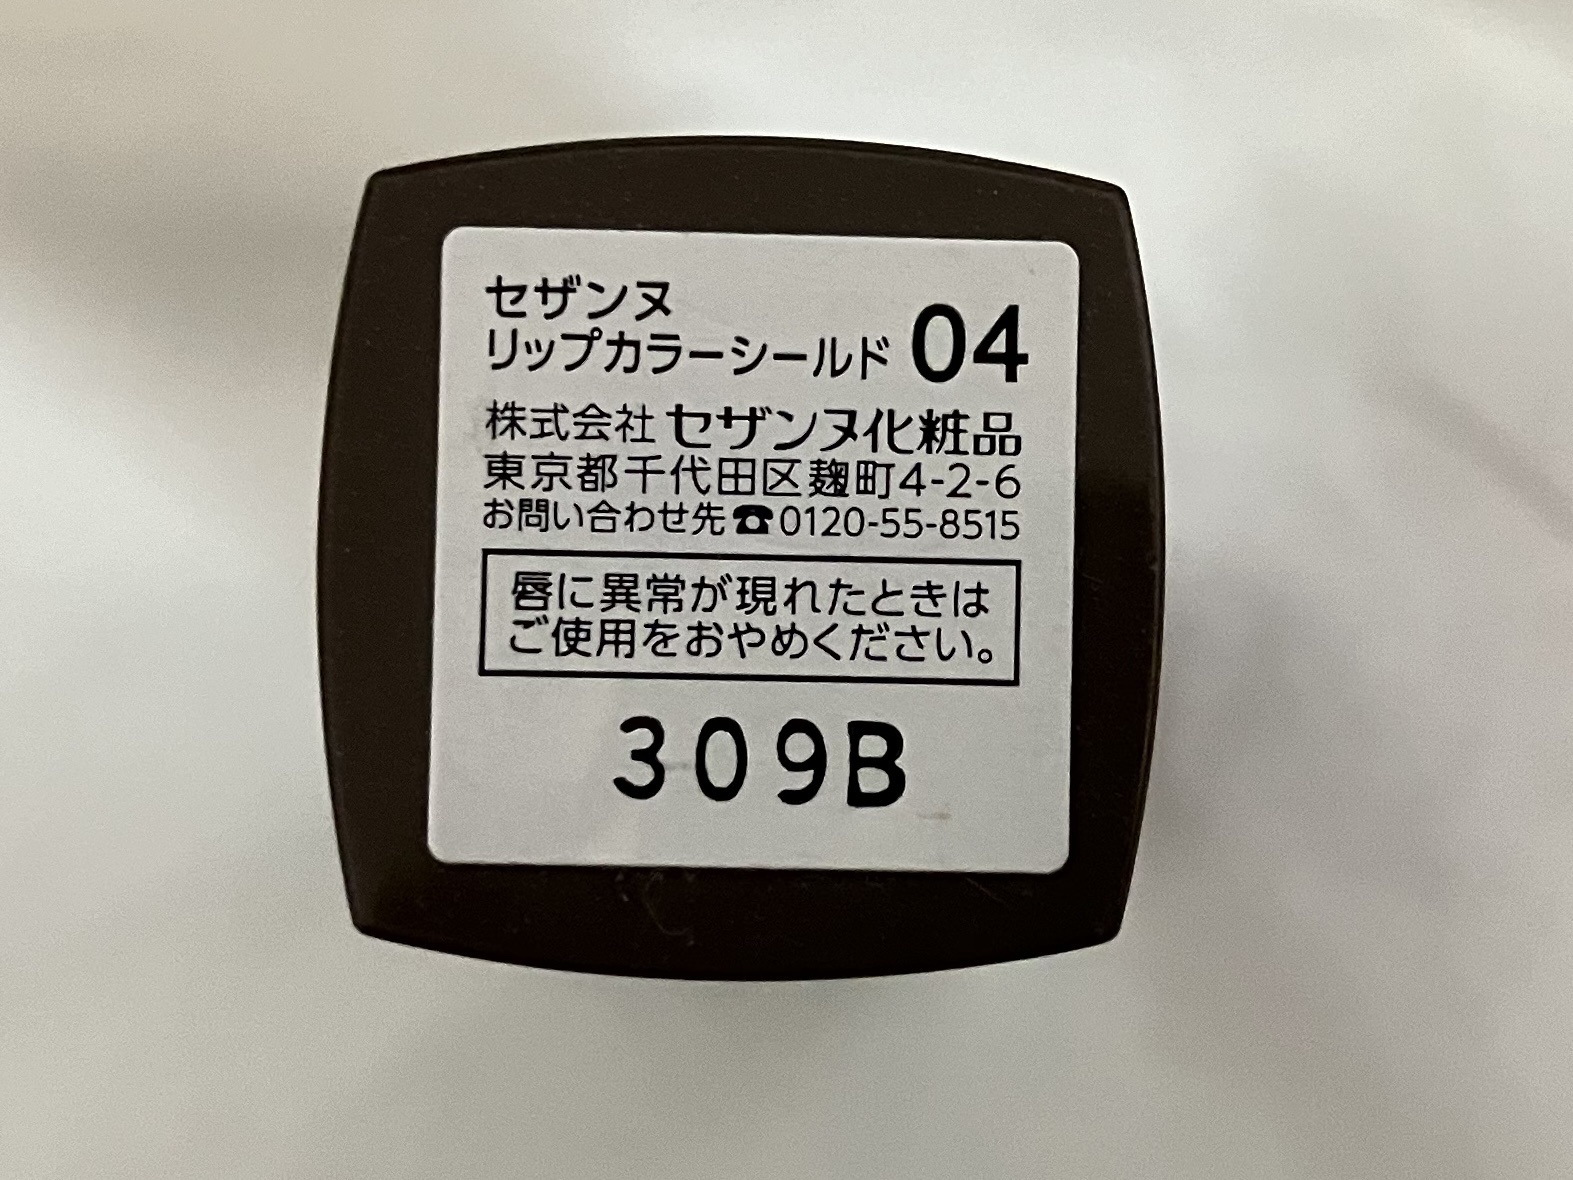 セザンヌ
リップカラーシールド 04
株式会社 セザンヌ化粧品
東京都千代田区麹町4-2-6
お問い合わせ先☎0120-55-8515
唇に異常が現れたときは
ご使用をおやめください。
309B